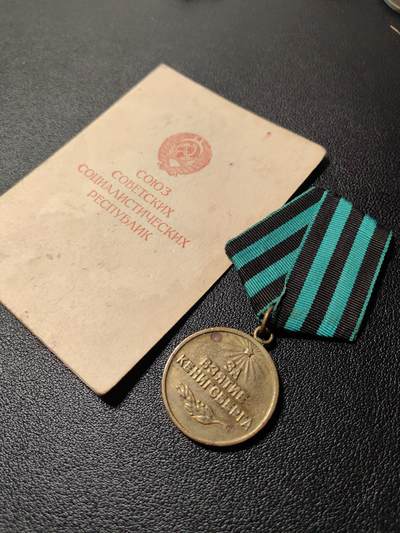 СОЮЗ
СОВЕТСКИХ
СОЦИАЛИСТИЧЕСКИХ
РЕСПУБЛИК
ЗА
ВЗЯТИЕ
КЕНИГСБЕРГА